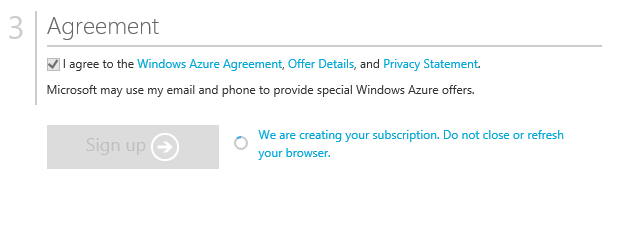 3 Agreement
I agree to the Windows Azure Agreement, Offer Details, and Privacy Statement.
Microsoft may use my email and phone to provide special Windows Azure offers.
Sign up
We are creating your subscription. Do not close or refresh
your browser.